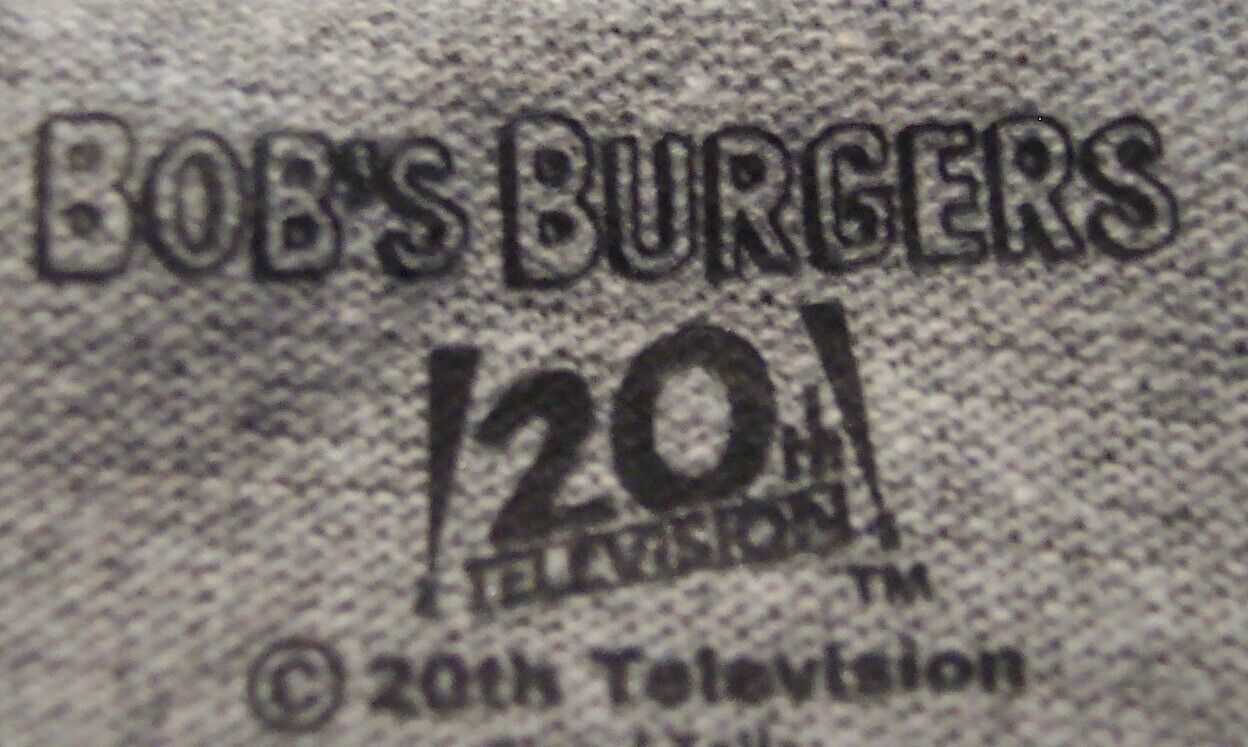 BOB'S BURGERS
20th
TELEVISION
TM
© 20th Television